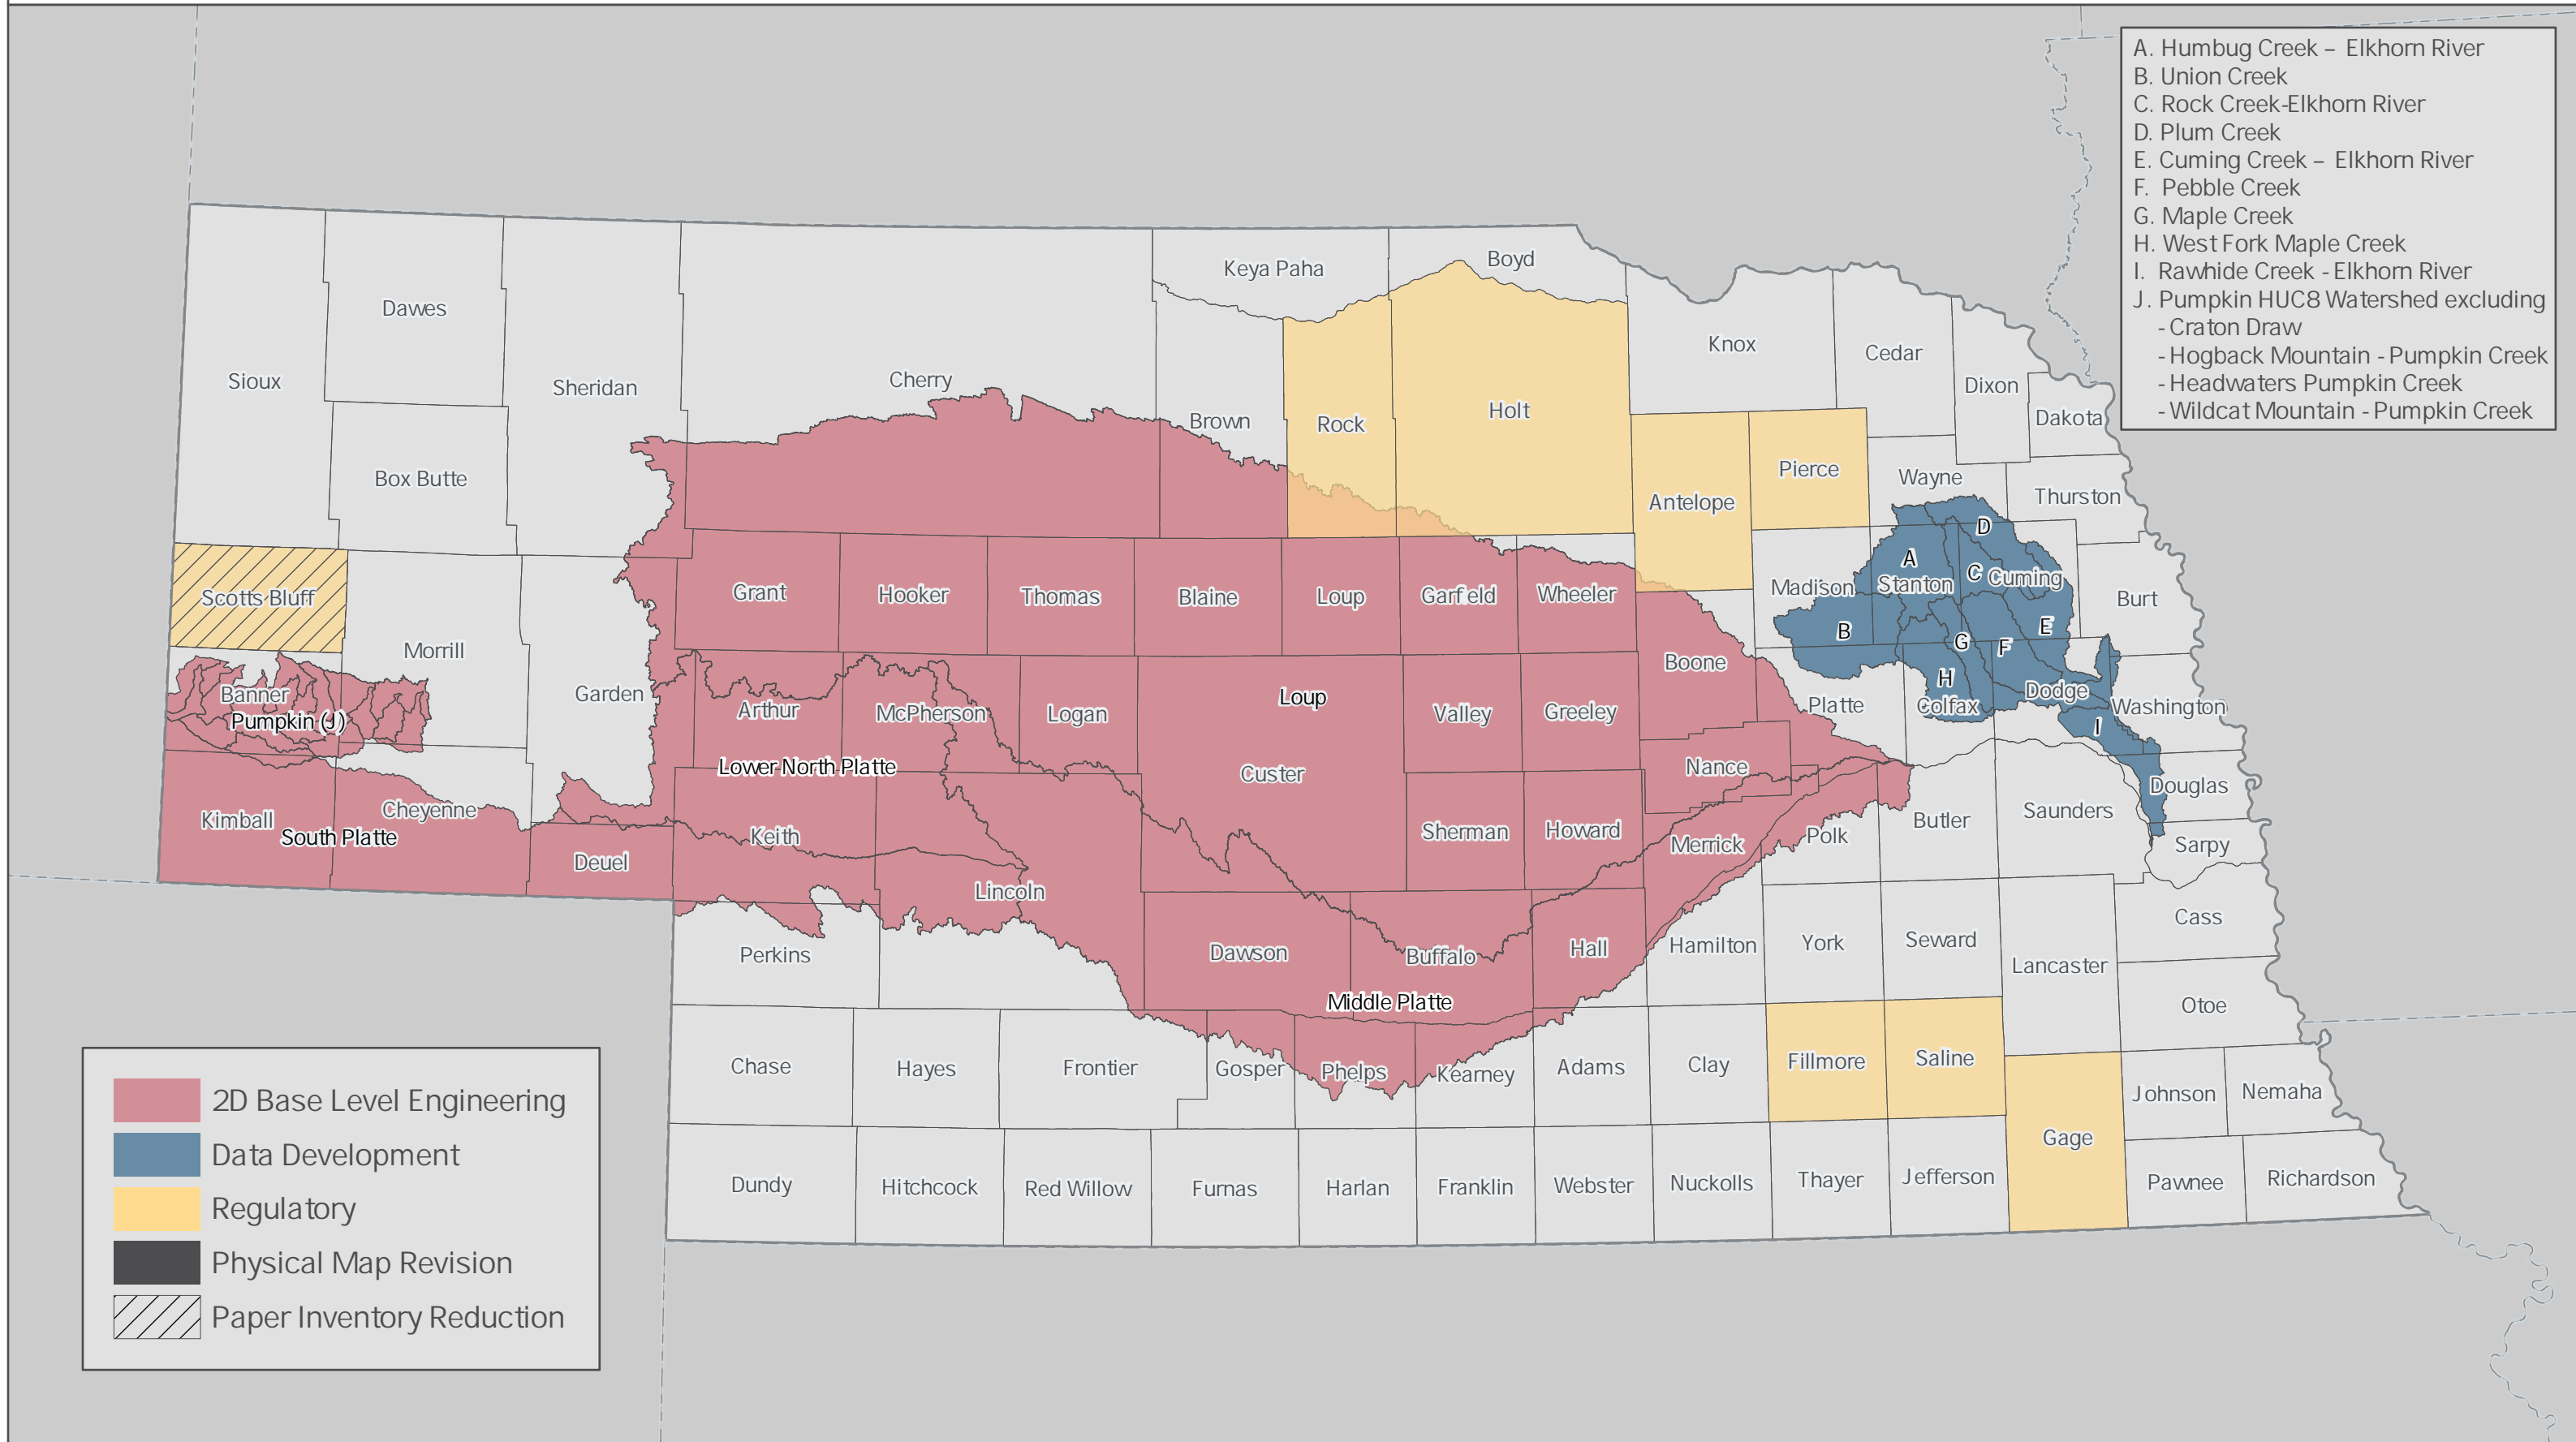 A. Humbug Creek – Elkhorn River
B. Union Creek
C. Rock Creek-Elkhorn River
D. Plum Creek
E. Cuming Creek – Elkhorn River
F. Pebble Creek
G. Maple Creek
H. West Fork Maple Creek
I. Rawhide Creek - Elkhorn River
J. Pumpkin HUC8 Watershed excluding
- Craton Draw
- Hogback Mountain - Pumpkin Creek
- Headwaters Pumpkin Creek
- Wildcat Mountain - Pumpkin Creek
Boyd
Keya Paha
Dawes
Knox
Cedar
Sioux
Sheridan
Cherry
Dixon
Holt
Dakota
Brown
Rock
Pierce
Box Butte
Wayne
Thurston
Antelope
D
A
C
Cuming
Stanton
Madison
Scotts Bluff
Grant
Hooker
Thomas
Blaine
Loup
Garfield
Wheeler
Burt
B
E
G
F
Morrill
Boone
H
Banner
Garden
Loup
Dodge
Pumpkin (J)
Arthur
McPherson
Logan
Valley
Greeley
Platte
Colfax
Washington
I
Lower North Platte
Custer
Nance
Douglas
Kimball
Cheyenne
South Platte
Keith
Sherman
Howard
Merrick
Polk
Butler
Saunders
Sarpy
Deuel
Lincoln
Cass
Perkins
Dawson
Buffalo
Hall
Hamilton
York
Seward
Lancaster
Middle Platte
Otoe
Chase
Hayes
Frontier
Gosper
Phelps
Kearney
Adams
Clay
Fillmore
Saline
Johnson
Nemaha
Gage
Dundy
Hitchcock
Red Willow
Furnas
Harlan
Franklin
Webster
Nuckolls
Thayer
Jefferson
Pawnee
Richardson
2D Base Level Engineering
Data Development
Regulatory
Physical Map Revision
Paper Inventory Reduction